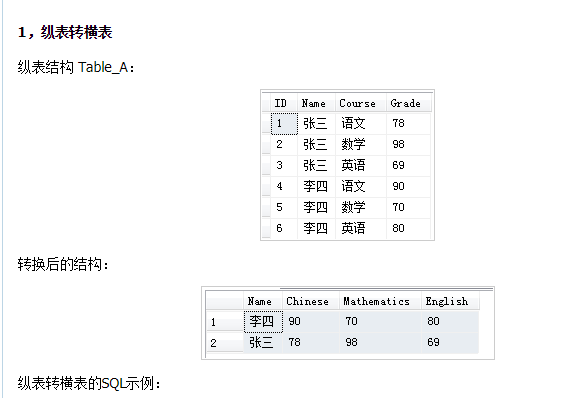 1，纵表转横表
纵表结构 Table_A：
ID Name Course Grade
1 张三 语文 78
2 张三 数学 98
3 张三 英语 69
4 李四 语文 90
5 李四 数学 70
6 李四 英语 80
转换后的结构：
Name Chinese Mathematics English
1 李四 90 70 80
2 张三 78 98 69
纵表转横表的SQL示例：